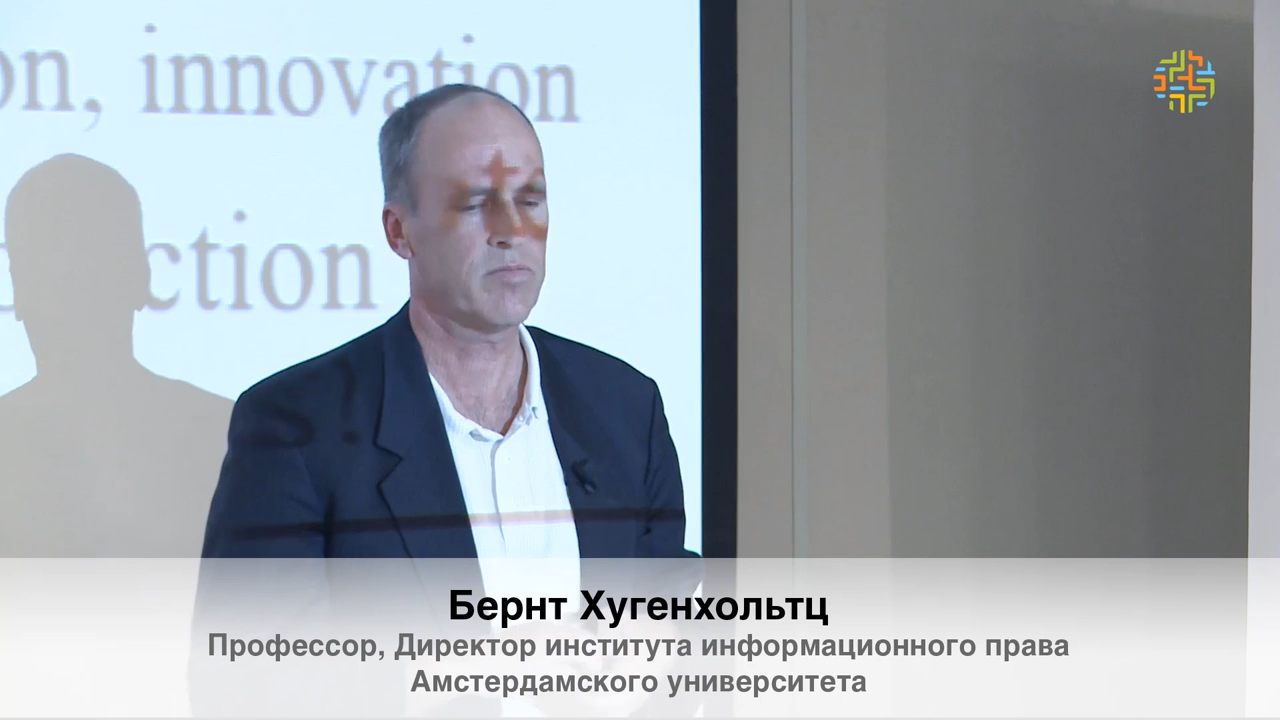 on, innovation
ction
Бернт Хугенхольтц
Профессор, Директор института информационного права
Амстердамского университета